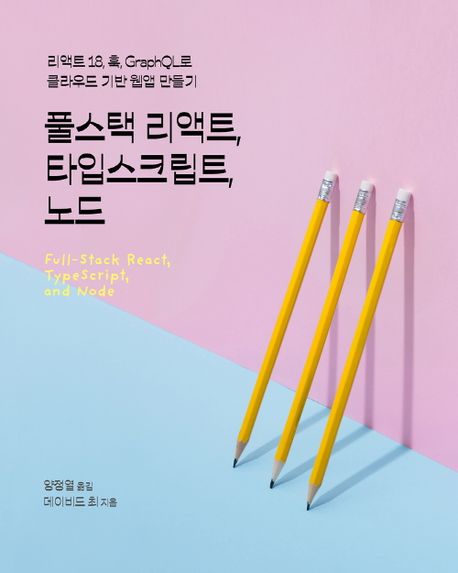 리액트 18, 훅, GraphQL로
클라우드 기반 웹앱 만들기
풀스택 리액트,
타입스크립트,
노드
Full-Stack React,
TypeScript,
and Node
양정열 옮김
데이비드 최 지음